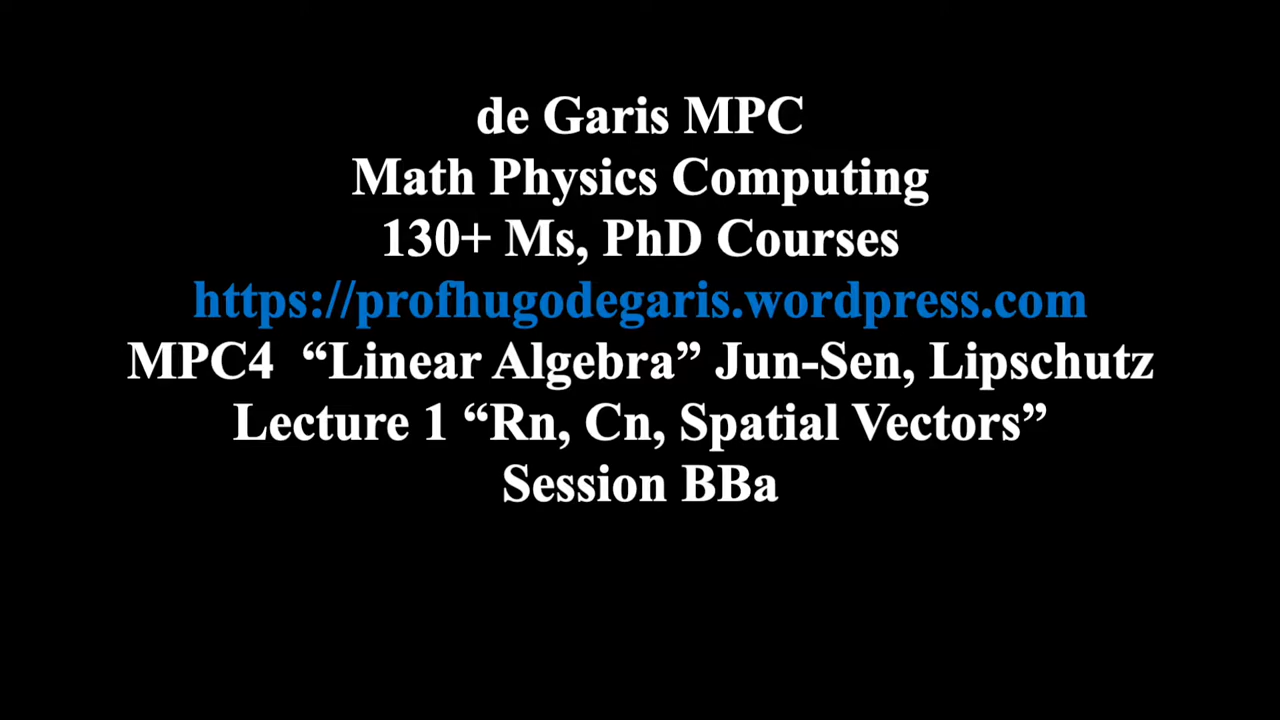 de Garis MPC
Math Physics Computing
130+ Ms, PhD Courses
https://profhugodegaris.wordpress.com
MPC4  “Linear Algebra” Jun-Sen, Lipschutz
Lecture 1 “Rn, Cn, Spatial Vectors”
Session BBa